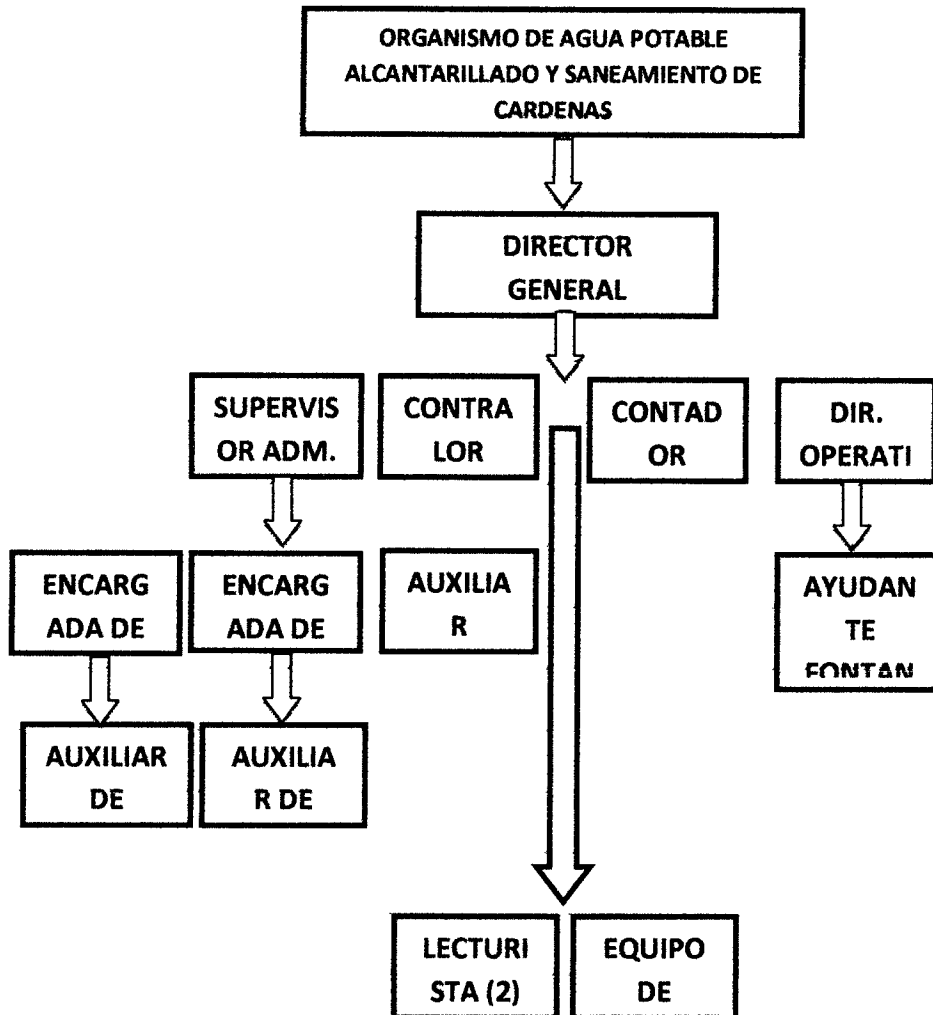 ORGANISMO DE AGUA POTABLE
ALCANTARILLADO Y SANEAMIENTO DE
CARDENAS
DIRECTOR
GENERAL
SUPERVIS
OR ADM.
CONTRA
LOR
CONTAD
OR
DIR.
OPERATI
ENCARG
ADA DE
ENCARG
ADA DE
AUXILIA
R
AYUDAN
TE
FONTAN
AUXILIAR
DE
AUXILIA
R DE
LECTURI
STA (2)
EQUIPO
DE